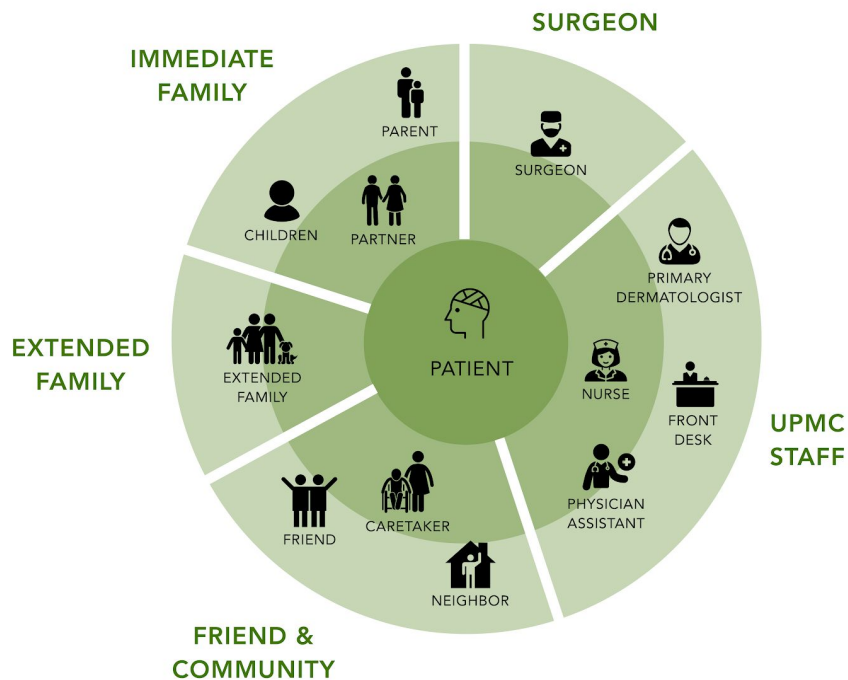 SURGEON
IMMEDIATE
FAMILY
PARENT
SURGEON
CHILDREN
PARTNER
PRIMARY
DERMATOLOGIST
EXTENDED
FAMILY
EXTENDED
FAMILY
PATIENT
NURSE
FRONT
DESK
UPMC
STAFF
PHYSICIAN
ASSISTANT
FRIEND
CARETAKER
NEIGHBOR
FRIEND &
COMMUNITY